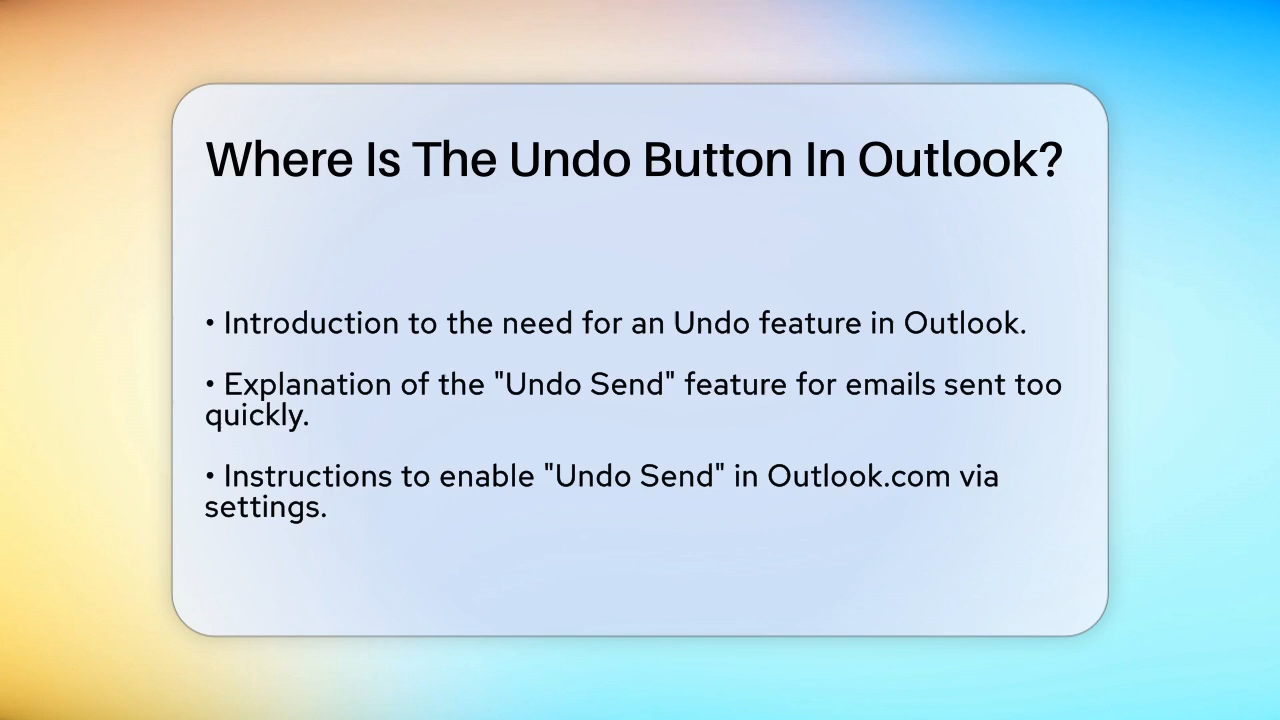 Where Is The Undo Button In Outlook?
• Introduction to the need for an Undo feature in Outlook.
• Explanation of the "Undo Send" feature for emails sent too
quickly.
• Instructions to enable "Undo Send" in Outlook.com via
settings.